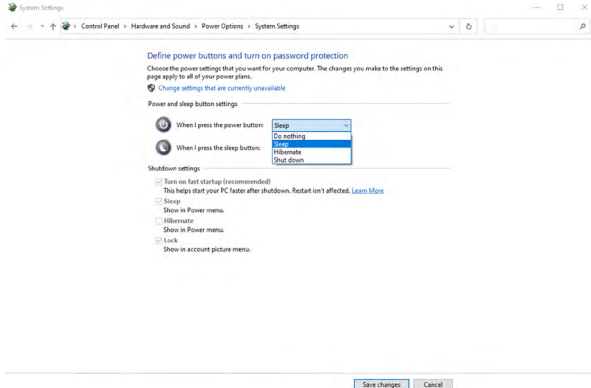 System Settings
Control Panel > Hardware and Sound > Power Options > System Settings
Define power buttons and turn on password protection
Choose the power settings that you want for your computer. The changes you make to the settings on this
page apply to all of your power plans.
Change settings that are currently unavailable
Power and sleep button settings
When I press the power button: Sleep
Do nothing
Sleep
When I press the sleep button: Hibernate
Shut down
Shutdown settings
Turn on fast startup (recommended)
This helps start your PC faster after shutdown. Restart isn't affected. Learn More
Sleep
Show in Power menu.
Hibernate
Show in Power menu.
Lock
Show in account picture menu.
Save changes Cancel